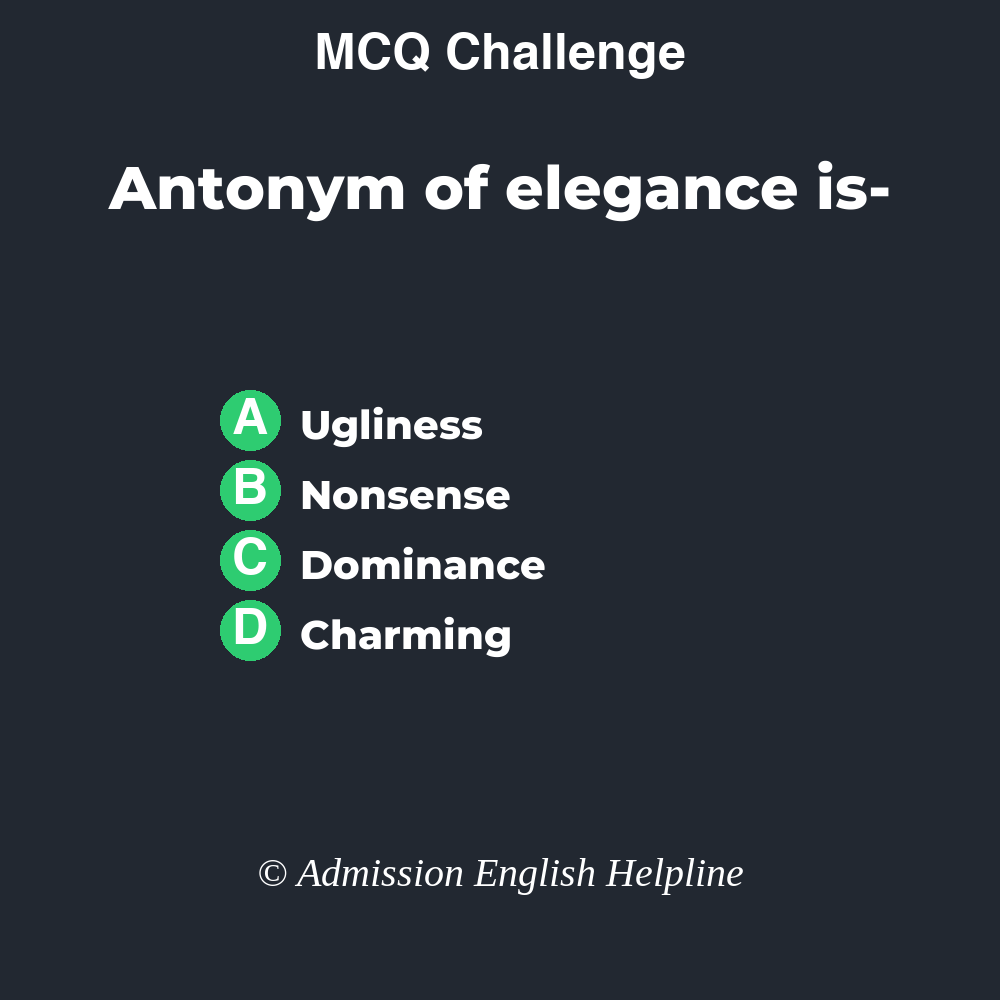 MCQ Challenge
Antonym of elegance is-
A Ugliness
B Nonsense
C Dominance
D Charming
© Admission English Helpline